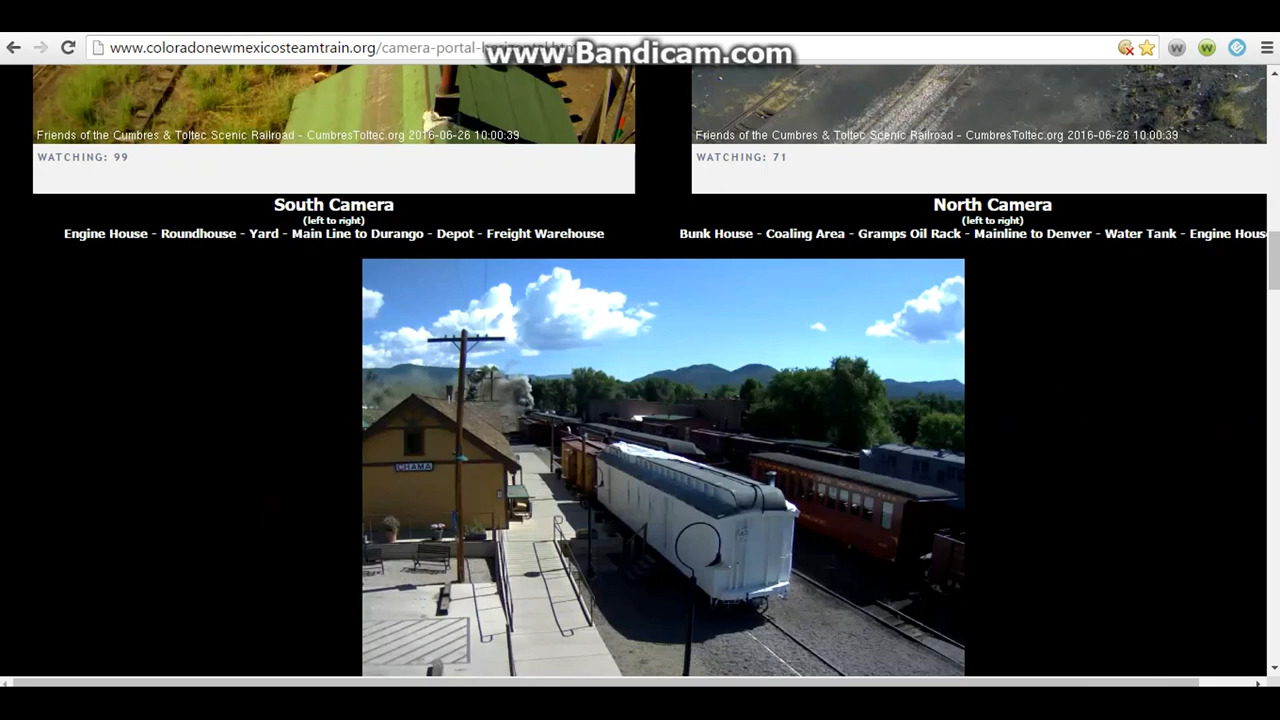 www.Bandicam.com
www.coloradonewmexicosteamtrain.org/camera-portal-
Friends of the Cumbres & Toltec Scenic Railroad - CumbresToltec.org 2016-06-26 10:00:39
Friends of the Cumbres & Toltec Scenic Railroad - CumbresToltec.org 2016-06-26 10:00:39
WATCHING: 99
WATCHING: 71
South Camera
(left to right)
Engine House - Roundhouse - Yard - Main Line to Durango - Depot - Freight Warehouse
North Camera
(left to right)
Bunk House - Coaling Area - Gramps Oil Rack - Mainline to Denver - Water Tank - Engine Hous
CHAMA